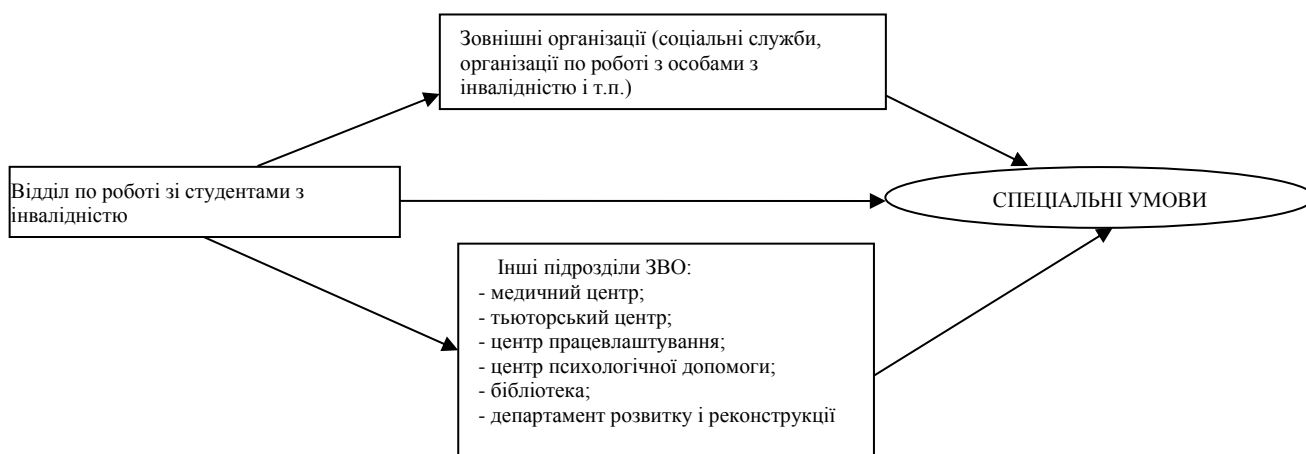 Зовнішні організації (соціальні служби,
організації по роботі з особами з
інвалідністю і т.п.)
Відділ по роботі зі студентами з
інвалідністю
СПЕЦІАЛЬНІ УМОВИ
Інші підрозділи ЗВО:
- медичний центр;
- тьюторський центр;
- центр працевлаштування;
- центр психологічної допомоги;
- бібліотека;
- департамент розвитку і реконструкції